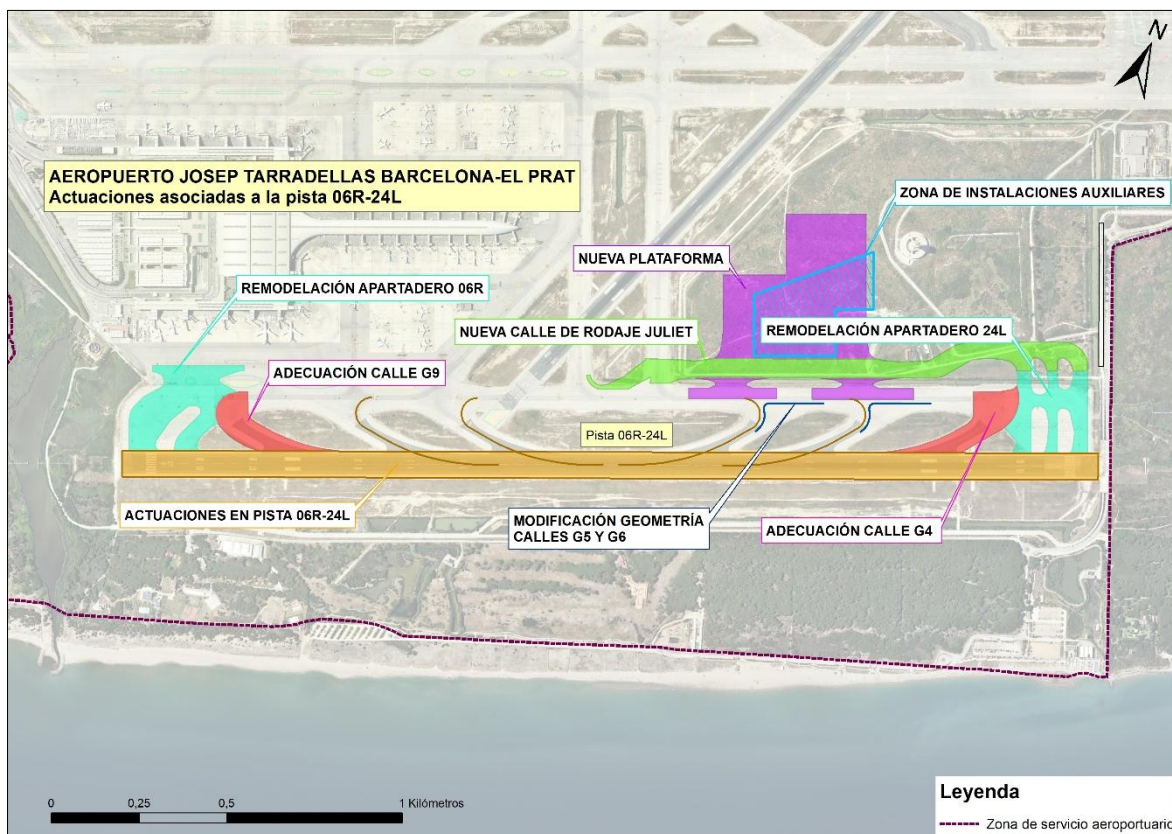 N
AEROPUERTO JOSEP TARRADELLAS BARCELONA-EL PRAT
Actuaciones asociadas a la pista 06R-24L
ZONA DE INSTALACIONES AUXILIARES
NUEVA PLATAFORMA
REMODELACIÓN APARTADERO 06R
NUEVA CALLE DE RODAJE JULIET
REMODELACIÓN APARTADERO 24L
ADECUACIÓN CALLE G9
Pista 06R-24L
ACTUACIONES EN PISTA 06R-24L
MODIFICACIÓN GEOMETRÍA
CALLES G5 Y G6
ADECUACIÓN CALLE G4
0 0,25 0,5 1 Kilómetros
Leyenda
Zona de servicio aeroportuario